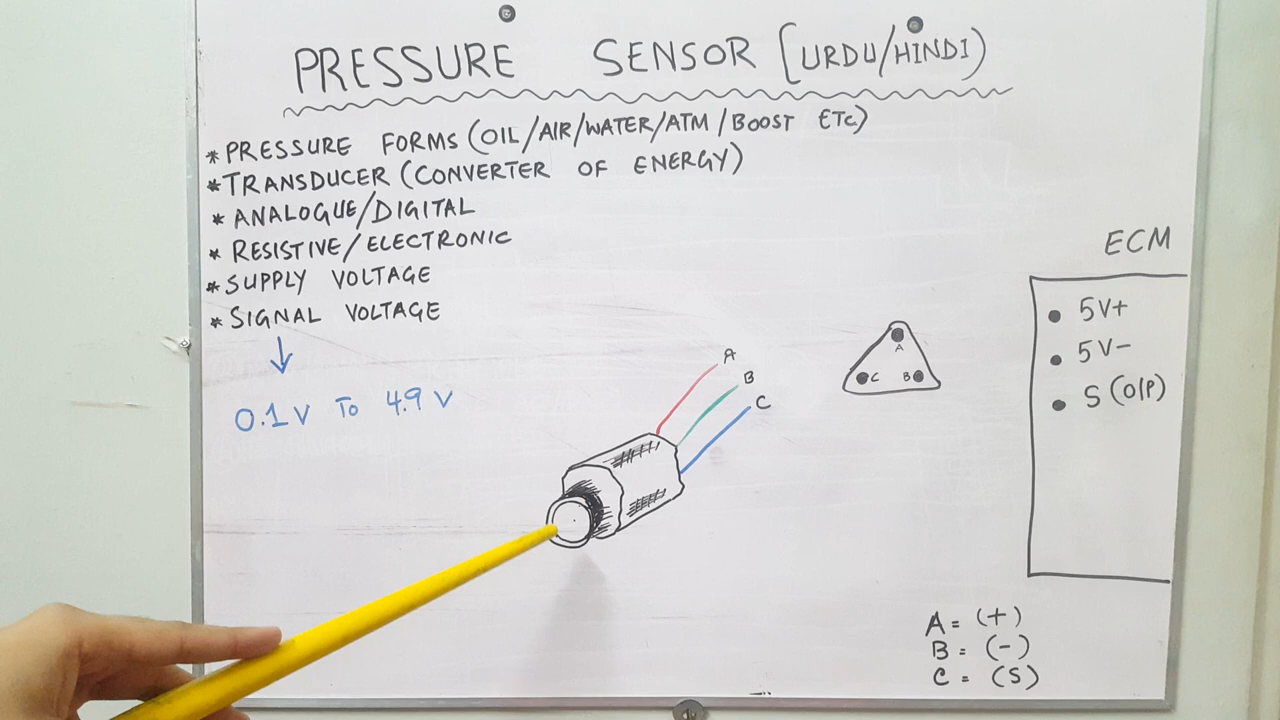 PRESSURE SENSOR [URDU/HINDI)
* PRESSURE FORMS (OIL/AIR/WATER/ATM/BOOST ETC)
* TRANSDUCER (CONVERTER OF ENERGY)
* ANALOGUE/DIGITAL
* RESISTIVE/ELECTRONIC
* SUPPLY VOLTAGE
* SIGNAL VOLTAGE
0.1 V TO 4.9 V
A
B
C
A
C B
ECM
• 5V+
• 5V-
• S (O/P)
A = (+)
B = (-)
C = (S)